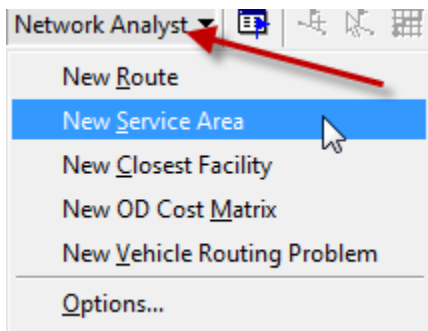 Network Analyst
New Route
New Service Area
New Closest Facility
New OD Cost Matrix
New Vehicle Routing Problem
Options...